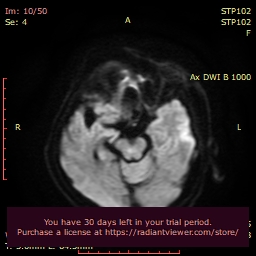 Im: 10/50
Se: 4
A
STP102
STP102
F
Ax DWI B 1000
R
L
You have 30 days left in your trial period.
Purchase a license at https://radiantviewer.com/store/